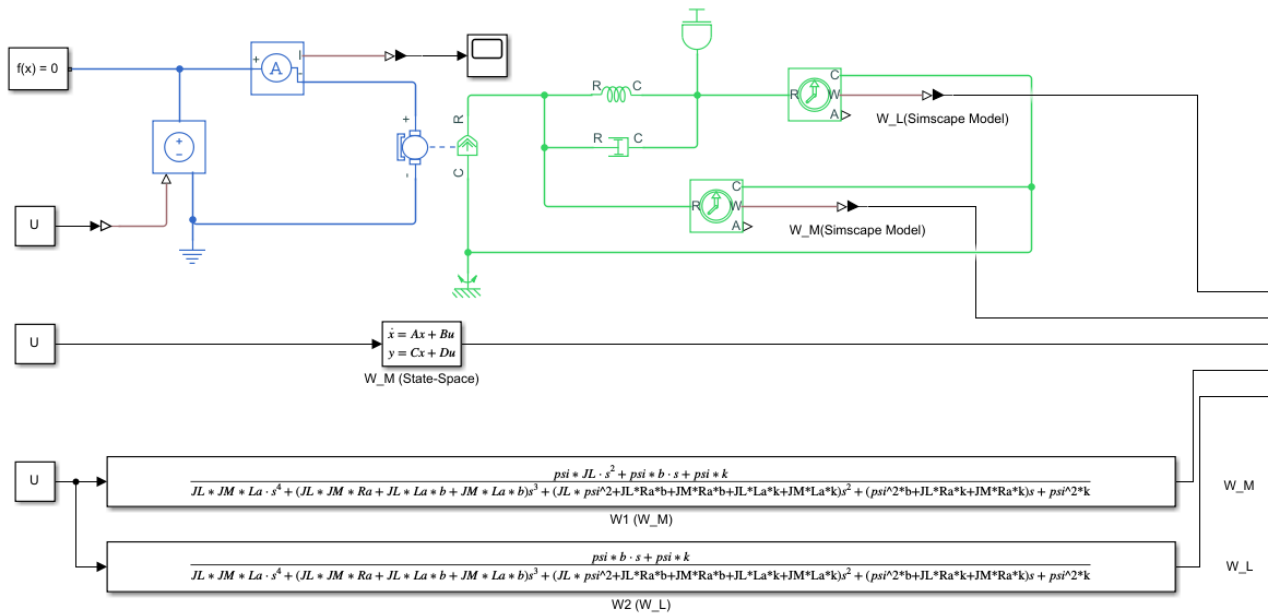 f(x) = 0
+
A
I
-
+
-
U
+
-
R
C
R
C
R
C
R
C
W
A
W_L(Simscape Model)
R
C
W
A
W_M(Simscape Model)
U
ẋ = Ax + Bu
y = Cx + Du
W_M (State-Space)
U
psi * JL · s^2 + psi * b · s + psi * k
JL * JM * La · s^4 + (JL * JM * Ra + JL * La * b + JM * La * b)s^3 + (JL * psi^2+JL*Ra*b+JM*Ra*b+JL*La*k+JM*La*k)s^2 + (psi^2*b+JL*Ra*k+JM*Ra*k)s + psi^2*k
W1 (W_M)
W_M
psi * b · s + psi * k
JL * JM * La · s^4 + (JL * JM * Ra + JL * La * b + JM * La * b)s^3 + (JL * psi^2+JL*Ra*b+JM*Ra*b+JL*La*k+JM*La*k)s^2 + (psi^2*b+JL*Ra*k+JM*Ra*k)s + psi^2*k
W2 (W_L)
W_L